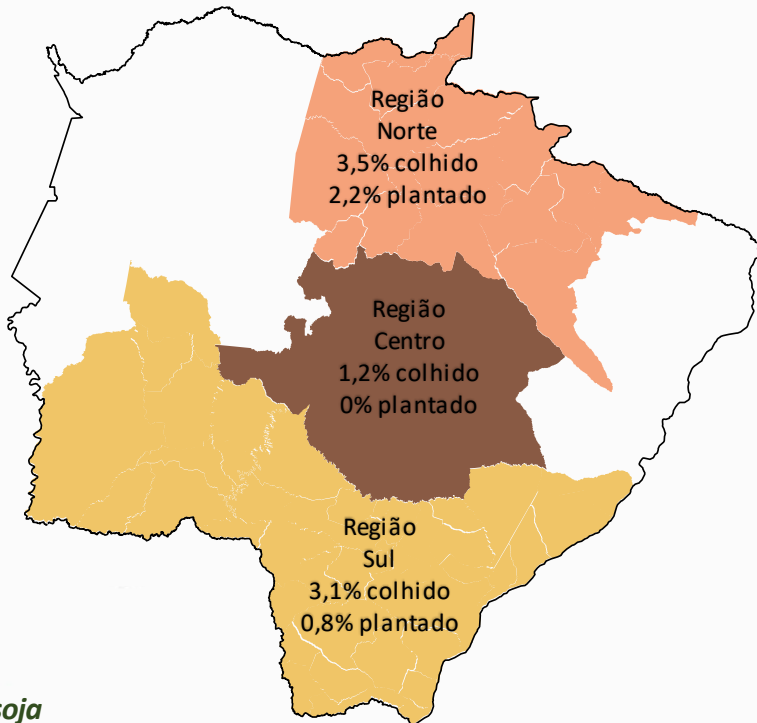 Região
Norte
3,5% colhido
2,2% plantado
Região
Centro
1,2% colhido
0% plantado
Região
Sul
3,1% colhido
0,8% plantado
soja